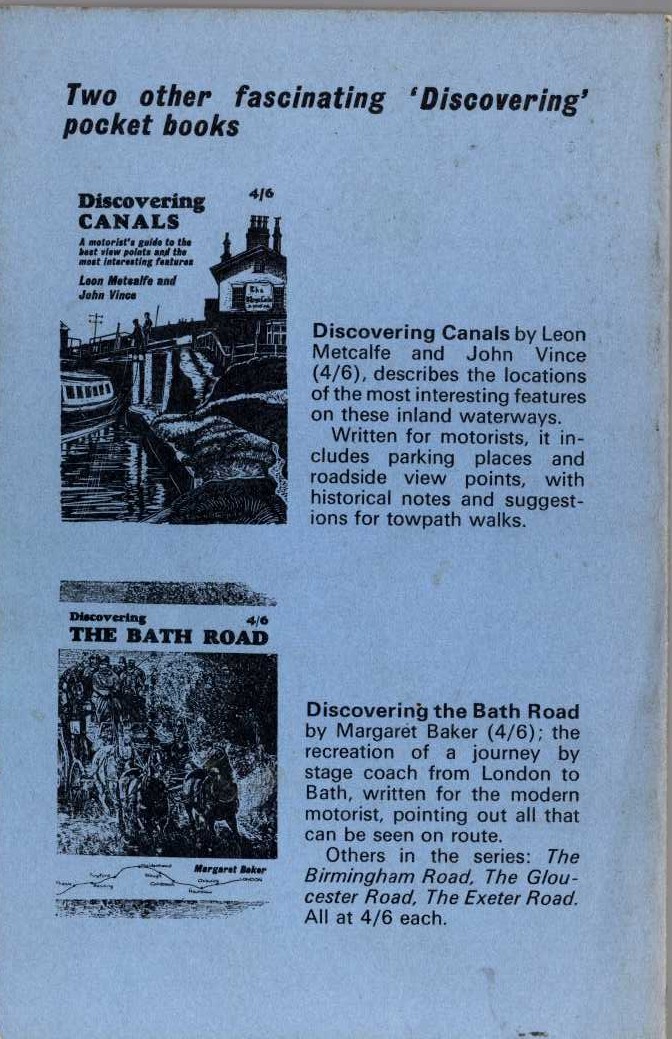 Two other fascinating 'Discovering'
pocket books
Discovering 4/6
CANALS
A motorist's guide to the
best view points and the
most interesting features
Leon Metcalfe and
John Vince
The
Discovering Canals by Leon
Metcalfe and John Vince
(4/6), describes the locations
of the most interesting features
on these inland waterways.
Written for motorists, it in-
cludes parking places and
roadside view points, with
historical notes and suggest-
ions for towpath walks.
Discovering 4/6
THE BATH ROAD
Margaret Baker
LONDON
Discovering the Bath Road
by Margaret Baker (4/6); the
recreation of a journey by
stage coach from London to
Bath, written for the modern
motorist, pointing out all that
can be seen on route.
Others in the series: The
Birmingham Road, The Glou-
cester Road, The Exeter Road.
All at 4/6 each.